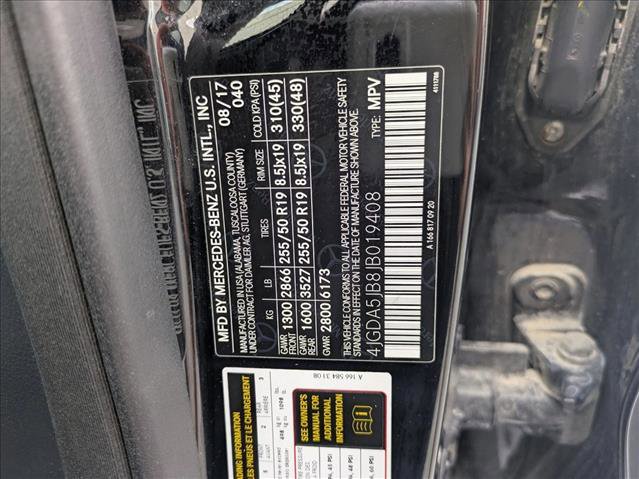 MFD BY MERCEDES-BENZ U.S. INTL., INC
MANUFACTURED IN USA (ALABAMA, TUSCALOOSA COUNTY) 08/17
UNDER CONTRACT FOR DAIMLER AG, STUTTGART (GERMANY) 040
KG LB TIRES RIM SIZE COLD KPA (PSI)
GAWR FRONT 1300 2866 255/50 R19 8.5Jx19 310(45)
GAWR REAR 1600 3527 255/50 R19 8.5Jx19 330(48)
GVWR 2800 6173
THIS VEHICLE CONFORMS TO ALL APPLICABLE FEDERAL MOTOR VEHICLE SAFETY
STANDARDS IN EFFECT ON THE DATE OF MANUFACTURE SHOWN ABOVE.
4JGDA5JB8JB019408 TYPE: MPV
A 166 817 09 20
4111788
A 166 584 31 08
LOADING INFORMATION
SEE OWNER'S
MANUAL FOR
ADDITIONAL
INFORMATION